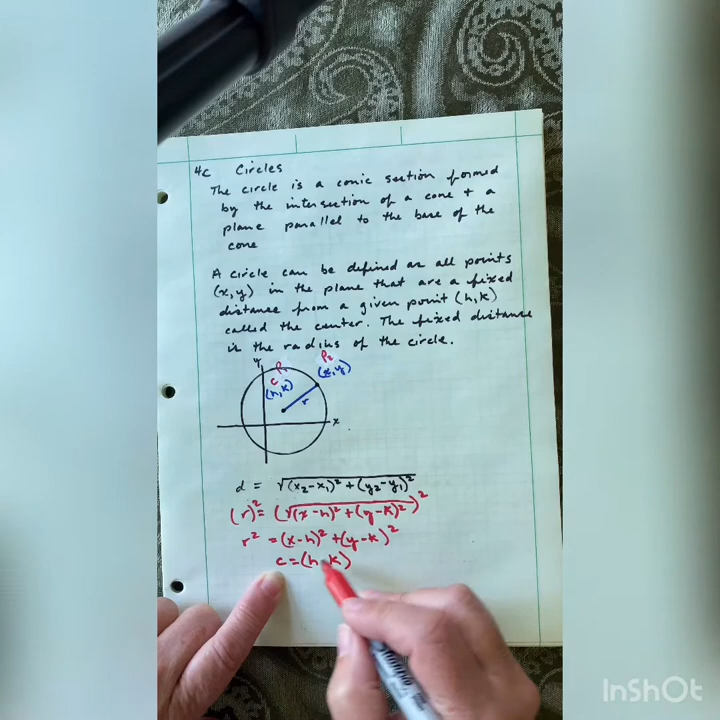 4c Circles
The circle is a conic section formed
by the intersection of a cone + a
plane parallel to the base of the
cone
A circle can be defined as all points
(x,y) in the plane that are a fixed
distance from a given point (h,k)
called the center. The fixed distance
is the radius of the circle.
y
P₁
P₂
c
(h,k)
(x,y)
r
x
d = √(x₂-x₁)² + (y₂-y₁)²
(r)² = (√(x-h)² + (y-k)²)²
r² = (x-h)² + (y-k)²
c = (h, k)
InShOt